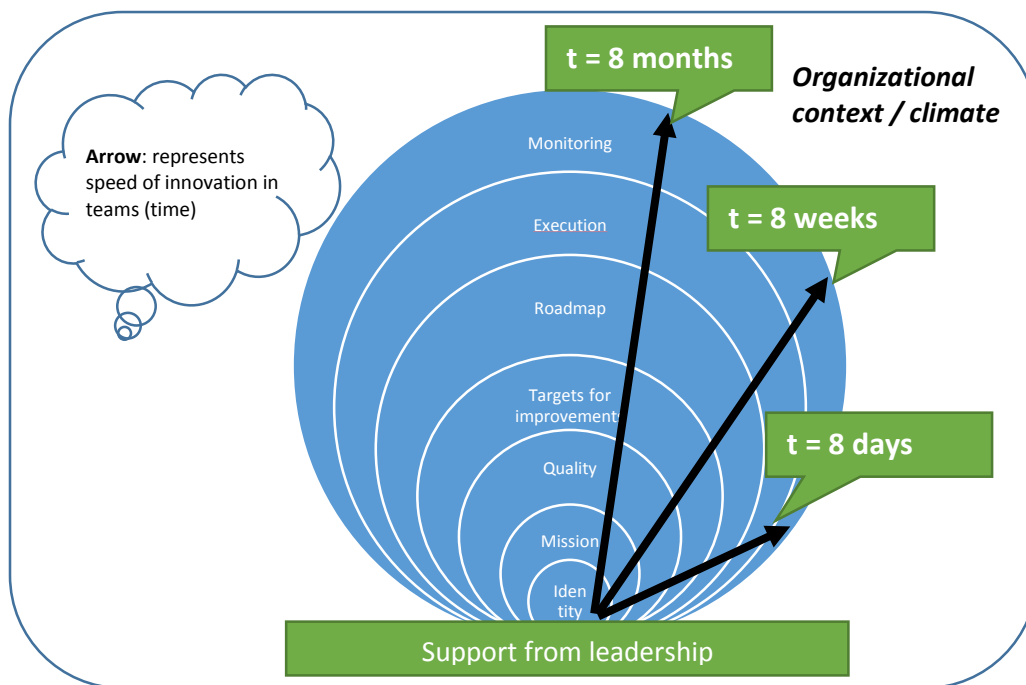 t = 8 months
Organizational
context / climate
Arrow: represents
speed of innovation in
teams (time)
Monitoring
t = 8 weeks
Execution
Roadmap
Targets for
improvements
t = 8 days
Quality
Mission
Iden
tity
Support from leadership